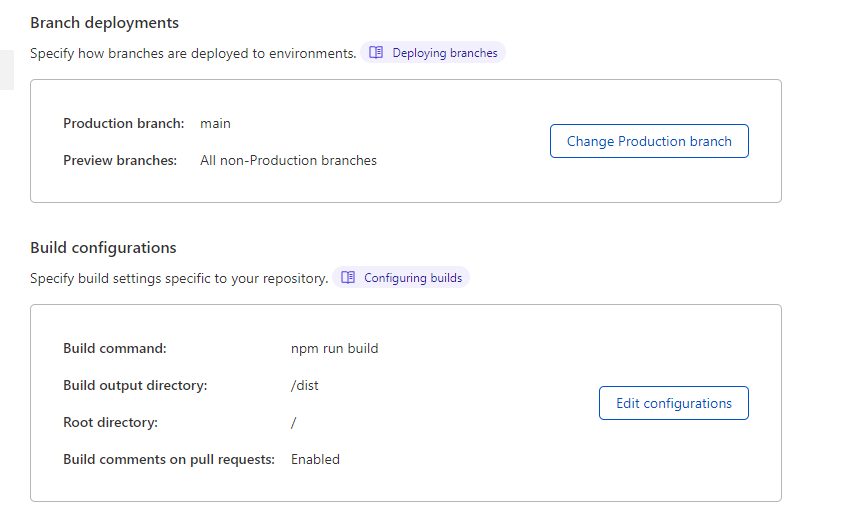 Branch deployments
Specify how branches are deployed to environments. Deploying branches
Production branch: main
Change Production branch
Preview branches: All non-Production branches
Build configurations
Specify build settings specific to your repository. Configuring builds
Build command: npm run build
Build output directory: /dist
Edit configurations
Root directory: /
Build comments on pull requests: Enabled